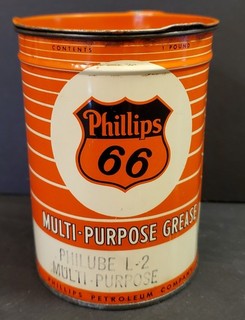 CONTENTS 1 POUND
Phillips
66
MULTI-PURPOSE GREASE
PHILUBE L-2
MULTI-PURPOSE
PHILLIPS PETROLEUM COMPANY